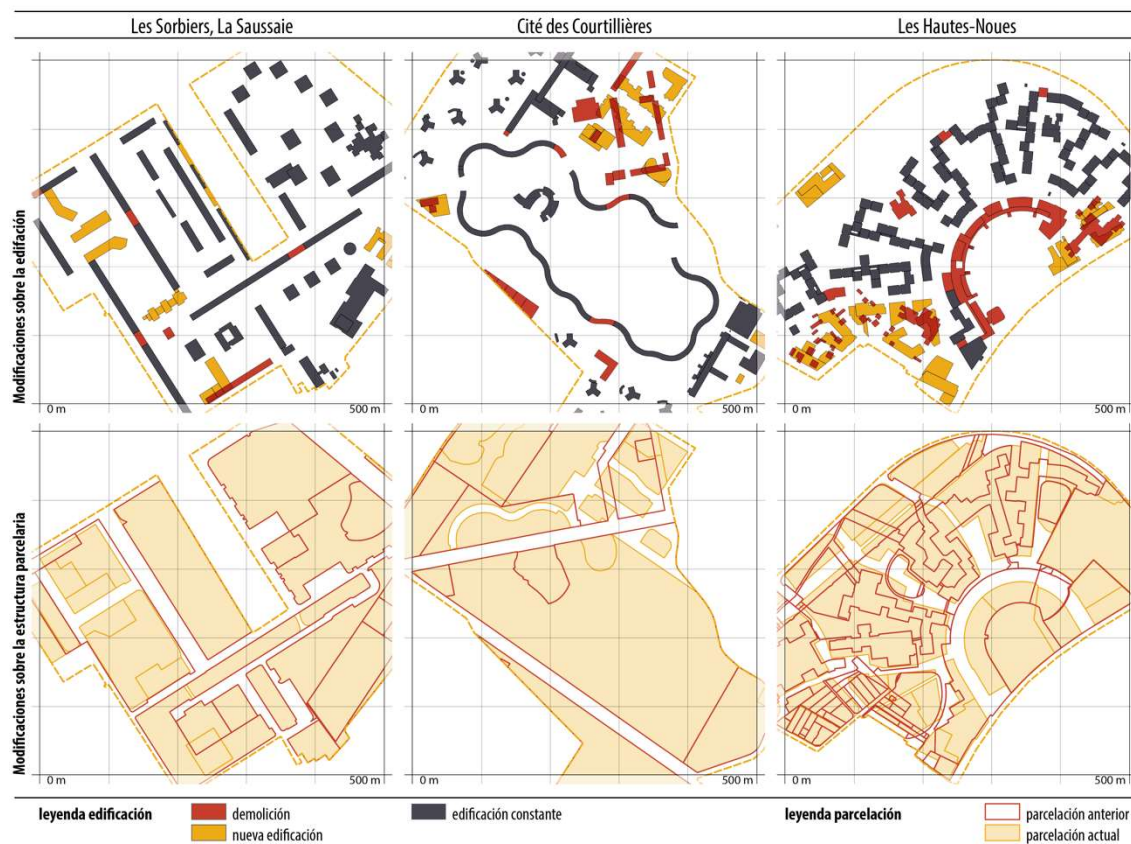 Les Sorbiers, La Saussaie
Cité des Courtillières
Les Hautes-Noues
Modificaciones sobre la edifación
0 m
500 m
0 m
500 m
0 m
500 m
Modificaciones sobre la estructura parcelaria
0 m
500 m
0 m
500 m
0 m
500 m
leyenda edificación
demolición
edificación constante
leyenda parcelación
parcelación anterior
nueva edificación
parcelación actual